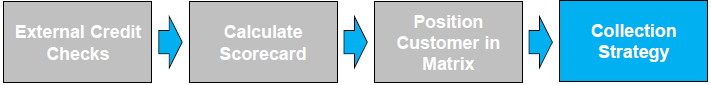 External Credit
Checks
Calculate
Scorecard
Position
Customer in
Matrix
Collection
Strategy